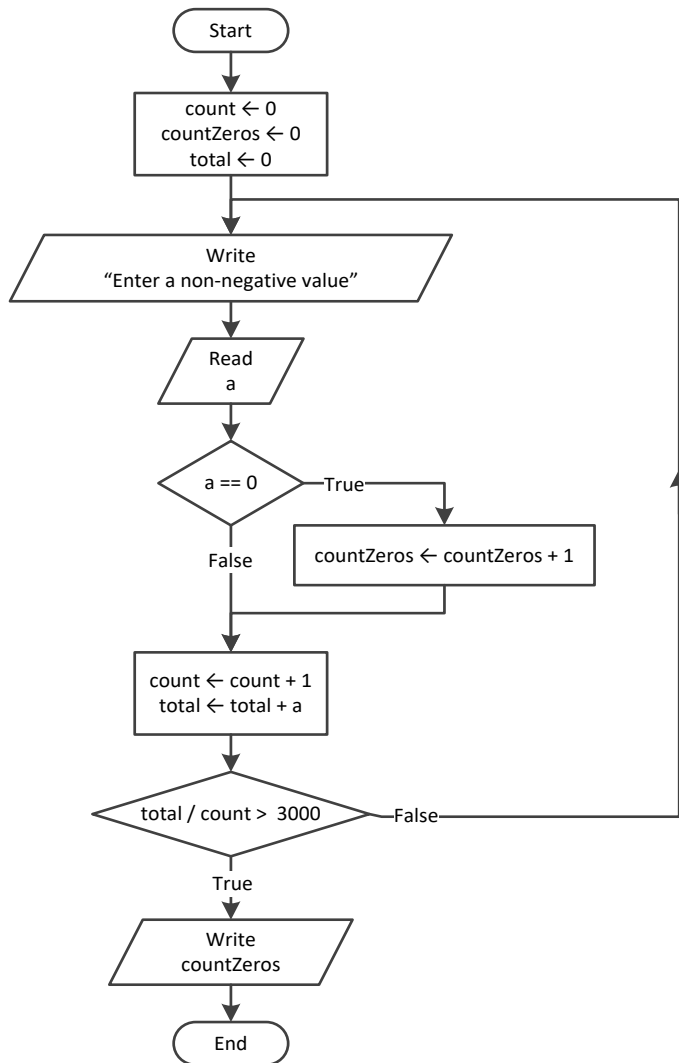 Start
count ← 0
countZeros ← 0
total ← 0
Write
“Enter a non-negative value”
Read
a
a == 0
True
False
countZeros ← countZeros + 1
count ← count + 1
total ← total + a
total / count > 3000
False
True
Write
countZeros
End